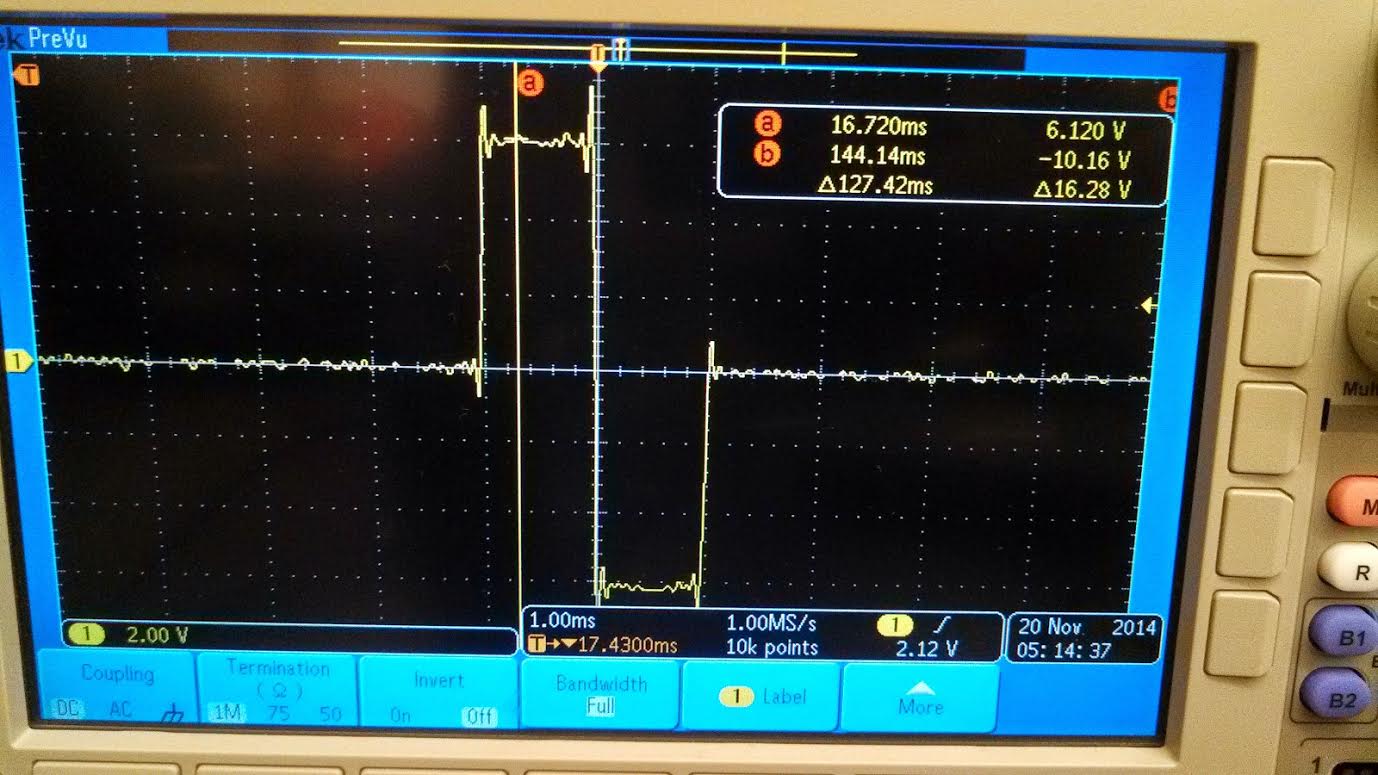 ek PreVu
T
T
a
b
a 16.720ms 6.120 V
b 144.14ms -10.16 V
Δ127.42ms Δ16.28 V
1
Mul
1 2.00 V
1.00ms 1.00MS/s 1
T→▼17.4300ms 10k points 2.12 V
20 Nov 2014
05:14:37
Coupling
DC AC
Termination
(Ω)
1M 75 50
Invert
On Off
Bandwidth
Full
1 Label
More
M
R
B1
B2
1